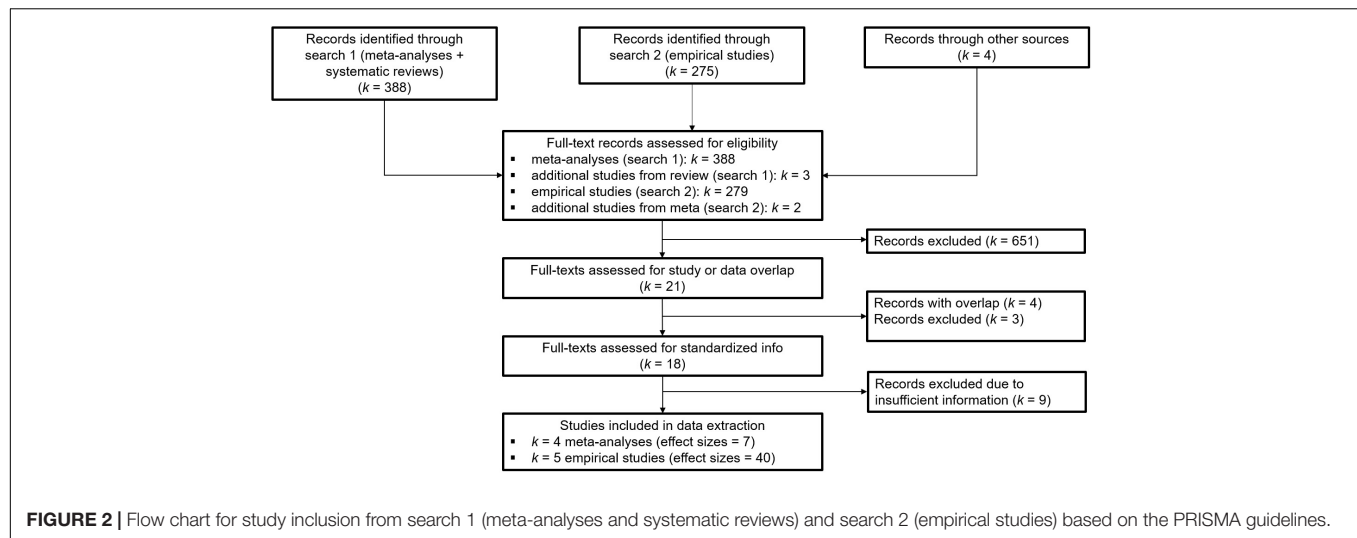 Records identified through
search 1 (meta-analyses +
systematic reviews)
(k = 388)
Records identified through
search 2 (empirical studies)
(k = 275)
Records through other sources
(k = 4)
Full-text records assessed for eligibility
▪ meta-analyses (search 1): k = 388
▪ additional studies from review (search 1): k = 3
▪ empirical studies (search 2): k = 279
▪ additional studies from meta (search 2): k = 2
Records excluded (k = 651)
Full-texts assessed for study or data overlap
(k = 21)
Records with overlap (k = 4)
Records excluded (k = 3)
Full-texts assessed for standardized info
(k = 18)
Records excluded due to
insufficient information (k = 9)
Studies included in data extraction
▪ k = 4 meta-analyses (effect sizes = 7)
▪ k = 5 empirical studies (effect sizes = 40)
FIGURE 2 | Flow chart for study inclusion from search 1 (meta-analyses and systematic reviews) and search 2 (empirical studies) based on the PRISMA guidelines.